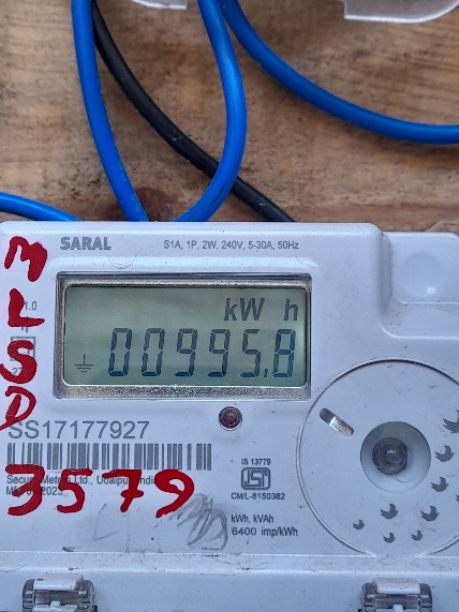 SARAL S1A, 1P, 2W, 240V, 5-30A, 50Hz
kW h
00995.8
SS17177927
IS 13779
CM/L-8150382
kWh, kVAh
6400 imp/kWh
M
L
S
D
3579